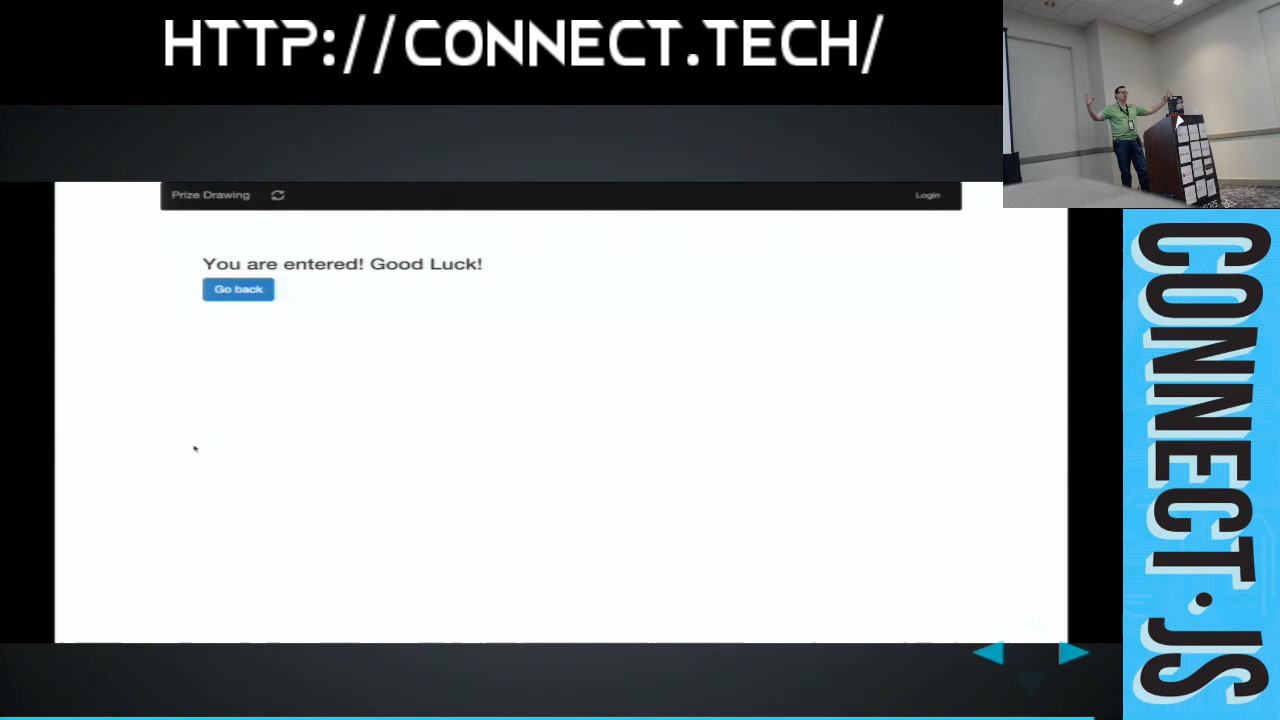 HTTP://CONNECT.TECH/
Prize Drawing
Login
You are entered! Good Luck!
Go back
CONNECT.JS